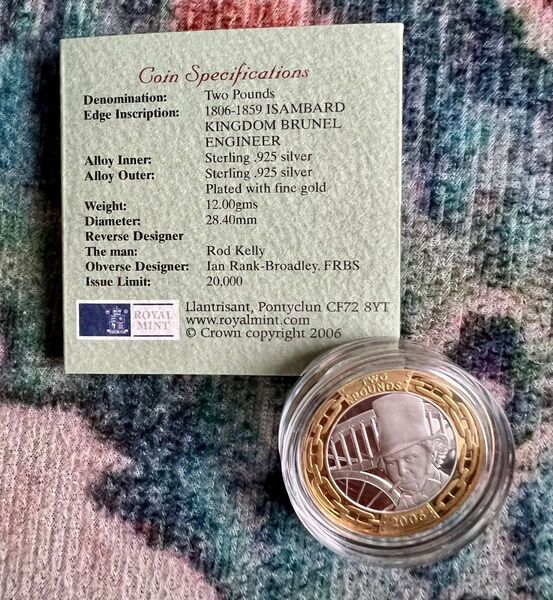 Coin Specifications
Denomination: Two Pounds
Edge Inscription: 1806-1859 ISAMBARD
KINGDOM BRUNEL
ENGINEER
Alloy Inner: Sterling .925 silver
Alloy Outer: Sterling .925 silver
Plated with fine gold
Weight: 12.00gms
Diameter: 28.40mm
Reverse Designer
The man: Rod Kelly
Obverse Designer: Ian Rank-Broadley. FRBS
Issue Limit: 20,000
ROYAL
MINT
Llantrisant, Pontyclun CF72 8YT
www.royalmint.com
© Crown copyright 2006
TWO
POUNDS
2006